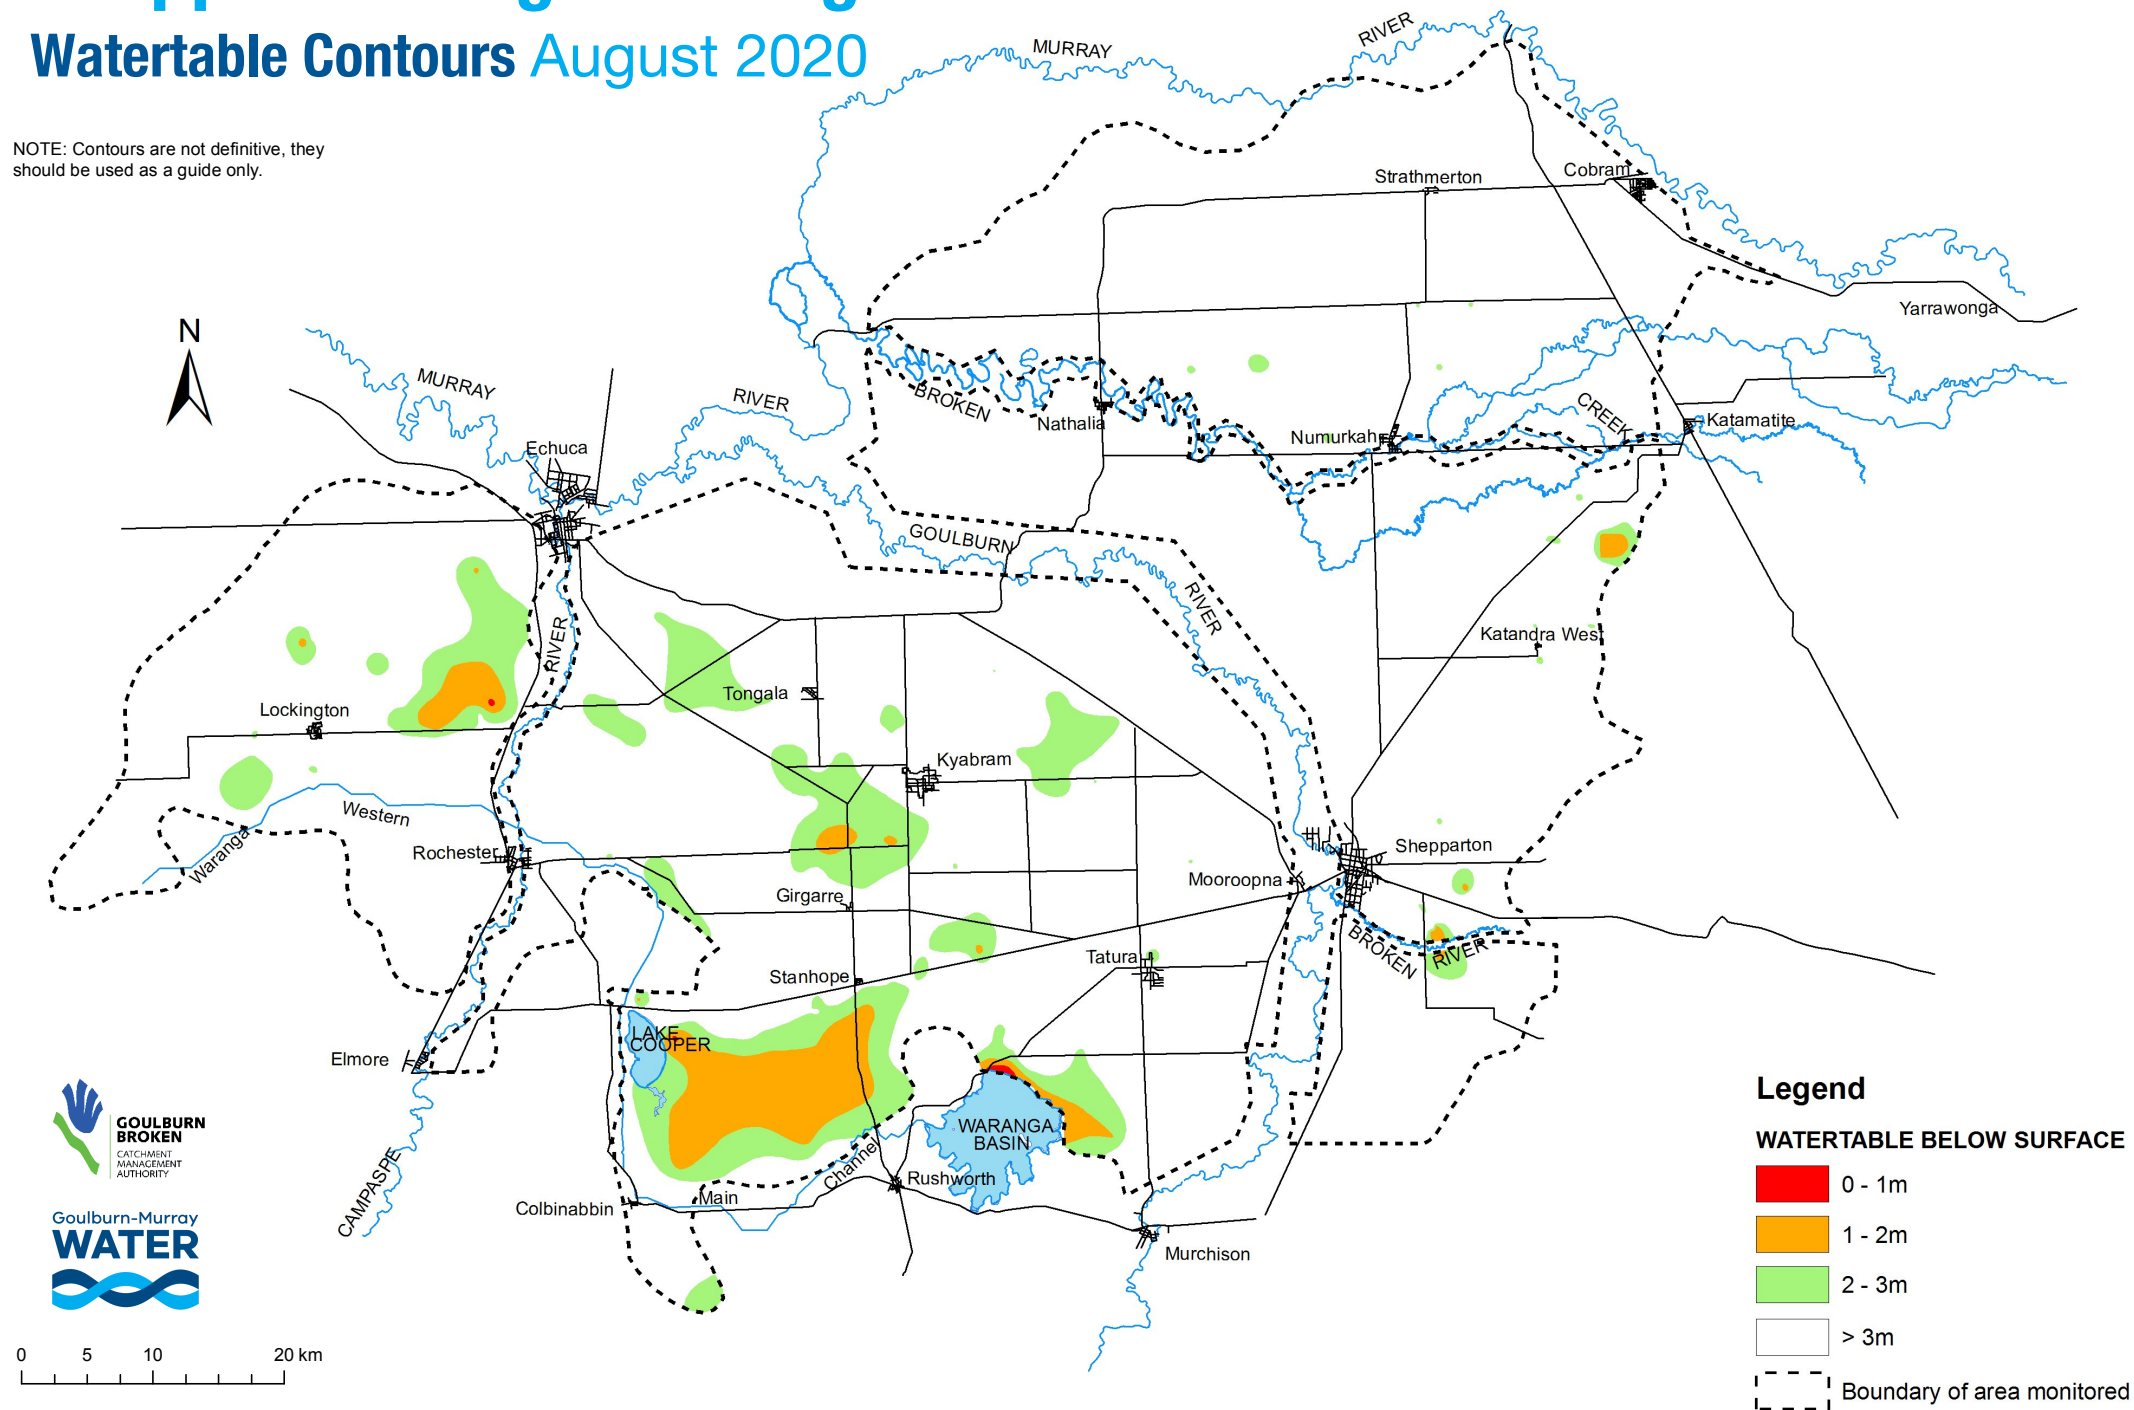 Watertable Contours August 2020
NOTE: Contours are not definitive, they
should be used as a guide only.
N
MURRAY
RIVER
Strathmerton
Cobram
Yarrawonga
MURRAY
RIVER
BROKEN
Nathalia
Numurkah
CREEK
Katamatite
Echuca
GOULBURN
RIVER
RIVER
Katandra West
Lockington
Tongala
Kyabram
Western
Waranga
Rochester
Girgarre
Mooroopna
Shepparton
Stanhope
Tatura
BROKEN
RIVER
LAKE
COOPER
Elmore
WARANGA
BASIN
CAMPASPE
Colbinabbin
Main
Channel
Rushworth
Murchison
GOULBURN
BROKEN
CATCHMENT
MANAGEMENT
AUTHORITY
Goulburn-Murray
WATER
0 5 10 20 km
Legend
WATERTABLE BELOW SURFACE
0 - 1m
1 - 2m
2 - 3m
> 3m
Boundary of area monitored